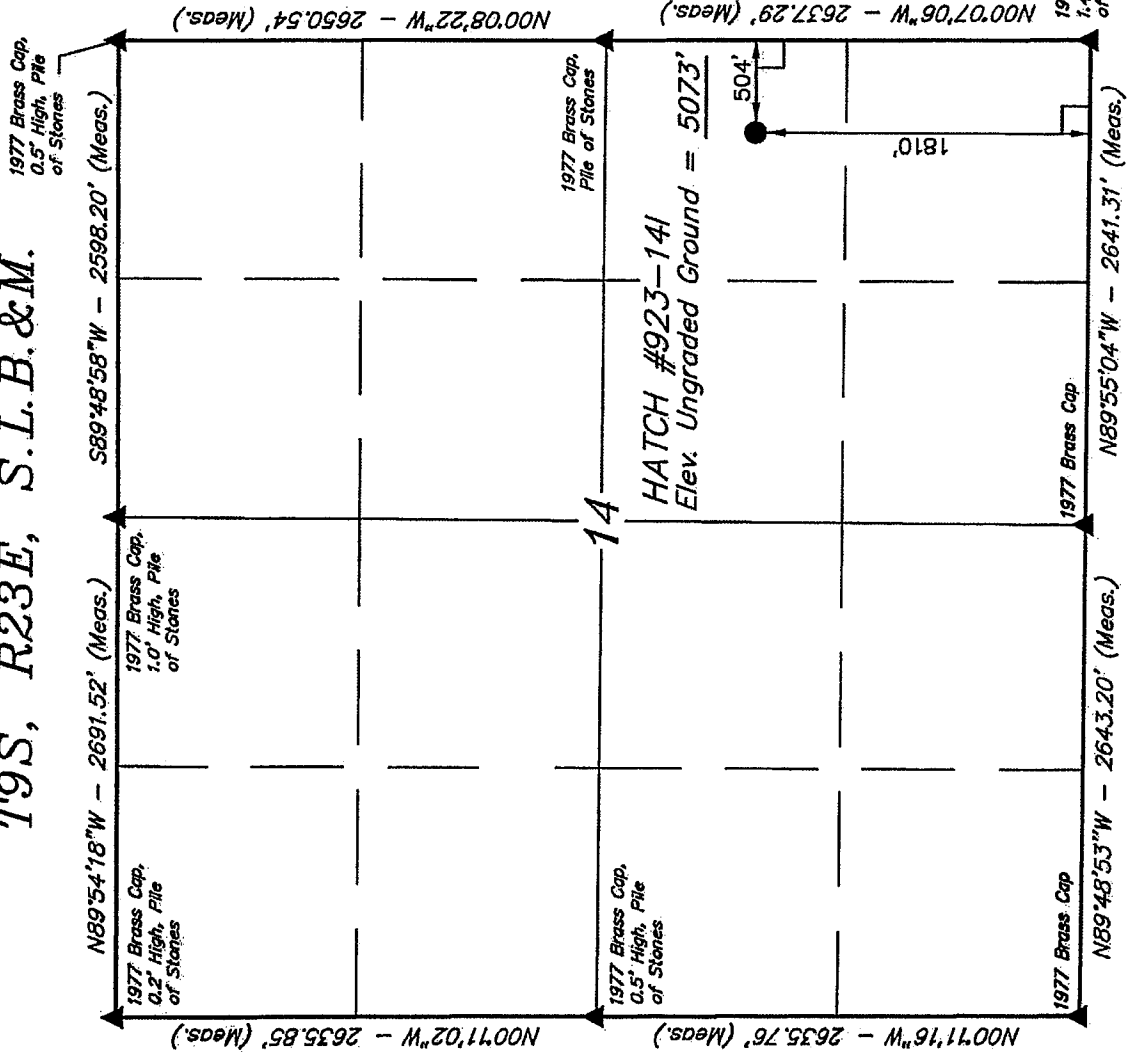 T9S, R23E, S.L.B.&M.
1977 Brass Cap,
0.5' High, Pile
of Stones
N89°54'18"W - 2691.52' (Meas.)
S89°48'58"W - 2598.20' (Meas.)
1977 Brass Cap,
0.2' High, Pile
of Stones
1977 Brass Cap,
1.0' High, Pile
of Stones
N00°11'02"W - 2635.85' (Meas.)
N00°08'22"W - 2650.54' (Meas.)
1977 Brass Cap,
Pile of Stones
14
1977 Brass Cap,
0.5' High, Pile
of Stones
HATCH #923-14I
Elev. Ungraded Ground = 5073'
504'
1810'
N00°11'16"W - 2635.76' (Meas.)
N00°07'06"W - 2637.29' (Meas.)
1977 Brass Cap
1977 Brass Cap
N89°48'53"W - 2643.20' (Meas.)
N89°55'04"W - 2641.31' (Meas.)
19
of